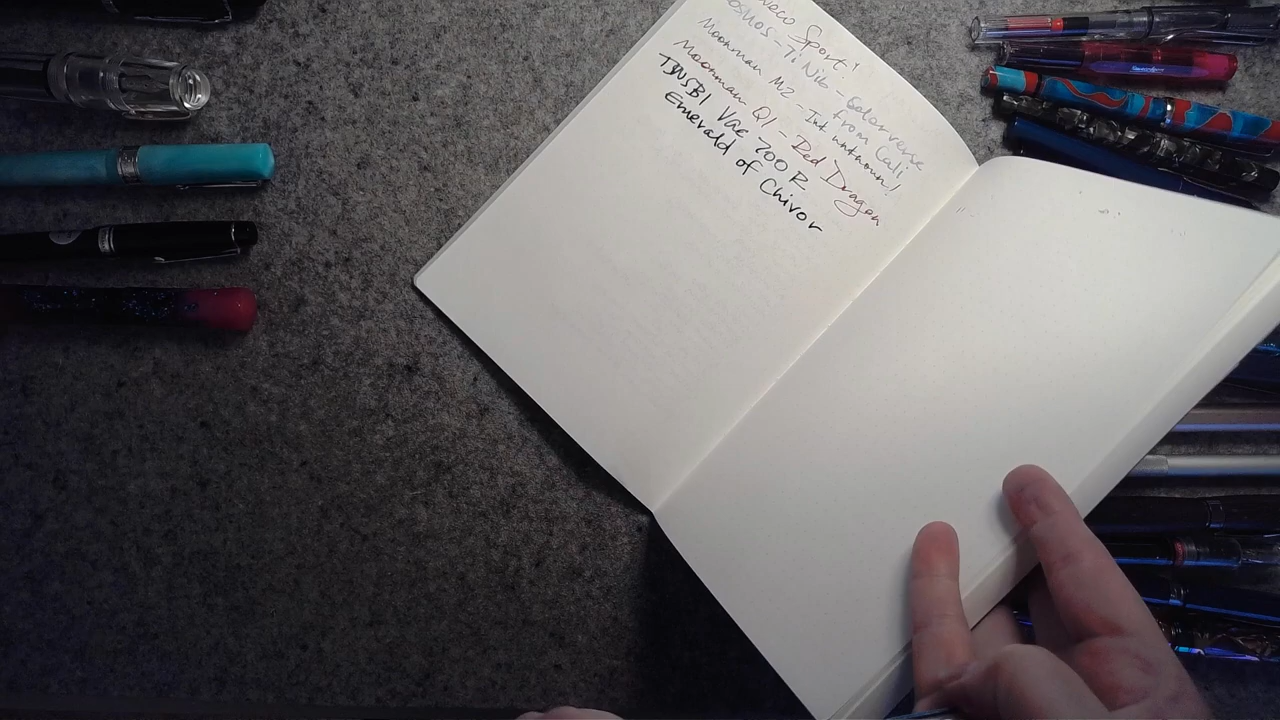 Sport!
- Ti Nib - Colorverse
from Cali
Moonman M2 - Ink unknown!
Moonman Q1 - Red Dragon
TWSBI Vac 700 R
Emerald of Chivor